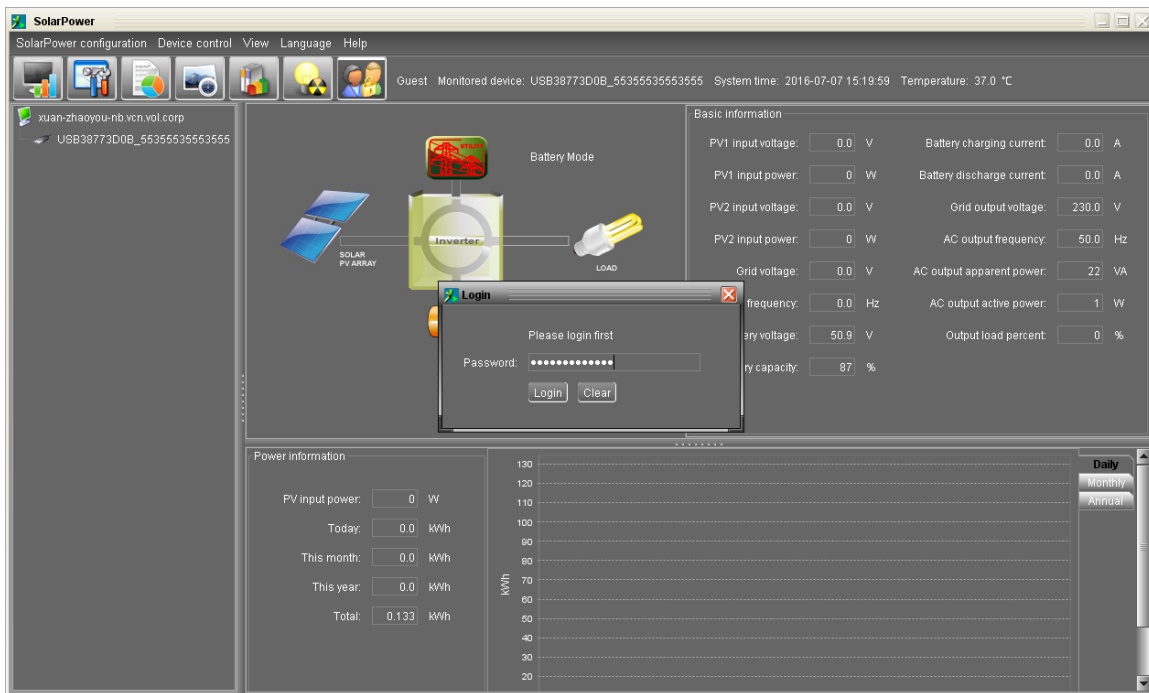 SolarPower
SolarPower configuration Device control View Language Help
Guest Monitored device: USB38773D0B_55355535553555 System time: 2016-07-07 15:19:59 Temperature: 37.0 °C
xuan-zhaoyou-nb.vcn.vol.corp
USB38773D0B_55355535553555
UTILITY
Battery Mode
SOLAR
PV ARRAY
Inverter
LOAD
Basic information
PV1 input voltage: 0.0 V Battery charging current: 0.0 A
PV1 input power: 0 W Battery discharge current: 0.0 A
PV2 input voltage: 0.0 V Grid output voltage: 230.0 V
PV2 input power: 0 W AC output frequency: 50.0 Hz
Grid voltage: 0.0 V AC output apparent power: 22 VA
frequency: 0.0 Hz AC output active power: 1 W
ery voltage: 50.9 V Output load percent: 0 %
ry capacity: 87 %
Login
Please login first
Password: •••••••••••••
Login Clear
Power information
PV input power: 0 W
Today: 0.0 kWh
This month: 0.0 kWh
This year: 0.0 kWh
Total: 0.133 kWh
kWh
130
120
110
100
90
80
70
60
50
40
30
20
Daily
Monthly
Annual